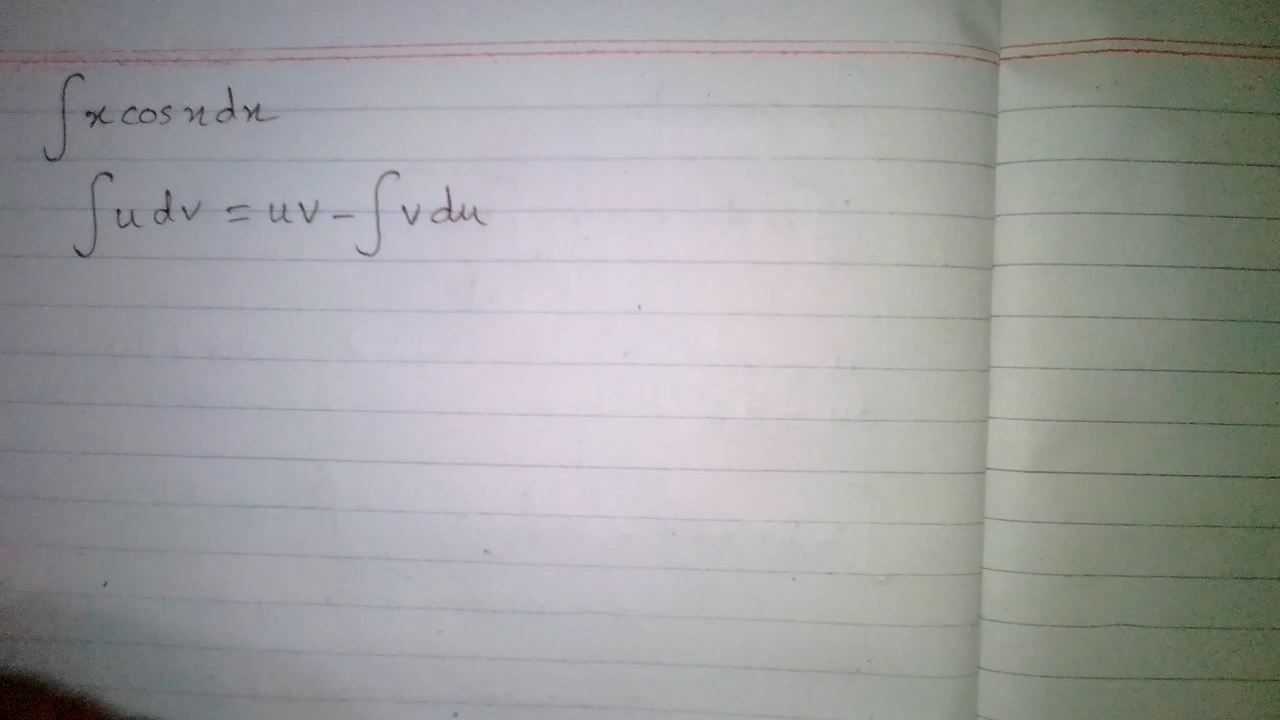 ∫x cos x dx
∫u dv = uv - ∫v du